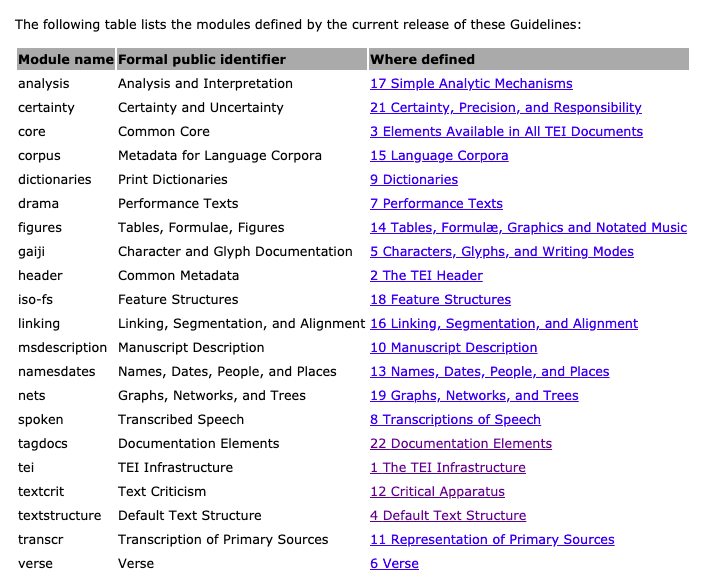 The following table lists the modules defined by the current release of these Guidelines:
Module name Formal public identifier Where defined
analysis Analysis and Interpretation 17 Simple Analytic Mechanisms
certainty Certainty and Uncertainty 21 Certainty, Precision, and Responsibility
core Common Core 3 Elements Available in All TEI Documents
corpus Metadata for Language Corpora 15 Language Corpora
dictionaries Print Dictionaries 9 Dictionaries
drama Performance Texts 7 Performance Texts
figures Tables, Formulae, Figures 14 Tables, Formulæ, Graphics and Notated Music
gaiji Character and Glyph Documentation 5 Characters, Glyphs, and Writing Modes
header Common Metadata 2 The TEI Header
iso-fs Feature Structures 18 Feature Structures
linking Linking, Segmentation, and Alignment 16 Linking, Segmentation, and Alignment
msdescription Manuscript Description 10 Manuscript Description
namesdates Names, Dates, People, and Places 13 Names, Dates, People, and Places
nets Graphs, Networks, and Trees 19 Graphs, Networks, and Trees
spoken Transcribed Speech 8 Transcriptions of Speech
tagdocs Documentation Elements 22 Documentation Elements
tei TEI Infrastructure 1 The TEI Infrastructure
textcrit Text Criticism 12 Critical Apparatus
textstructure Default Text Structure 4 Default Text Structure
transcr Transcription of Primary Sources 11 Representation of Primary Sources
verse Verse 6 Verse